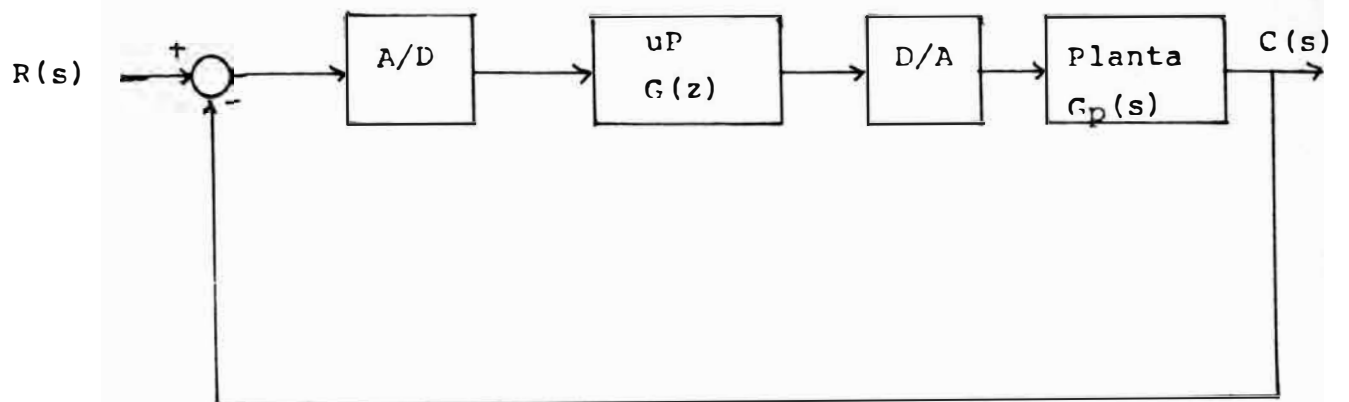 R(s)
+
-
A/D
uP
G(z)
D/A
Planta
Gp(s)
C(s)